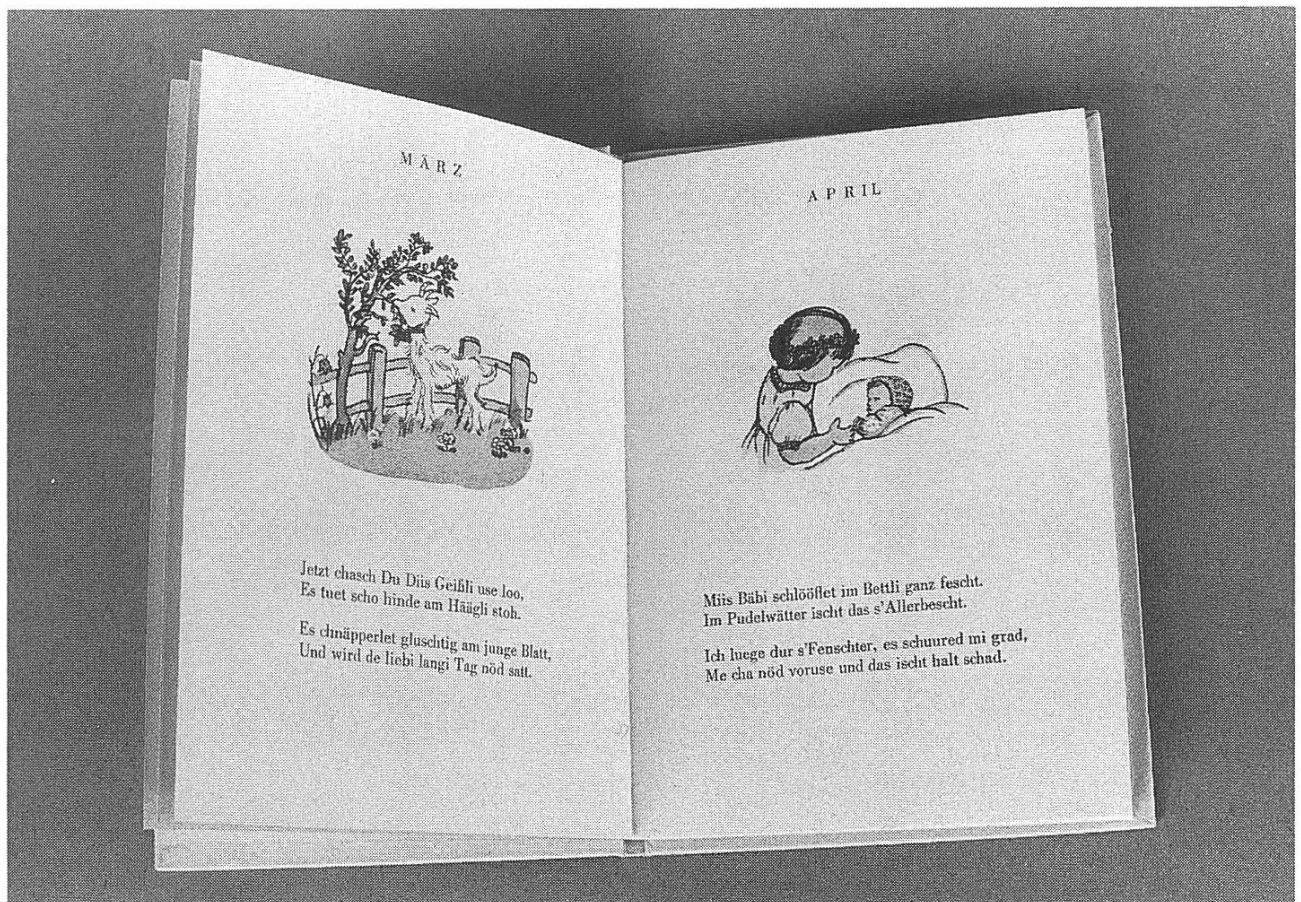 MÄRZ
Jetzt chasch Du Diis Geißli use loo,
Es tuet scho hinde am Häägli stoh.
Es chnäpperlet gluschtig am junge Blatt,
Und wird de liebi langi Tag nöd satt.
APRIL
Miis Bäbi schlööflet im Bettli ganz fescht.
Im Pudelwätter ischt das s'Allerbescht.
Ich luege dur s'Fenschter, es schuured mi grad,
Me cha nöd voruse und das ischt halt schad.